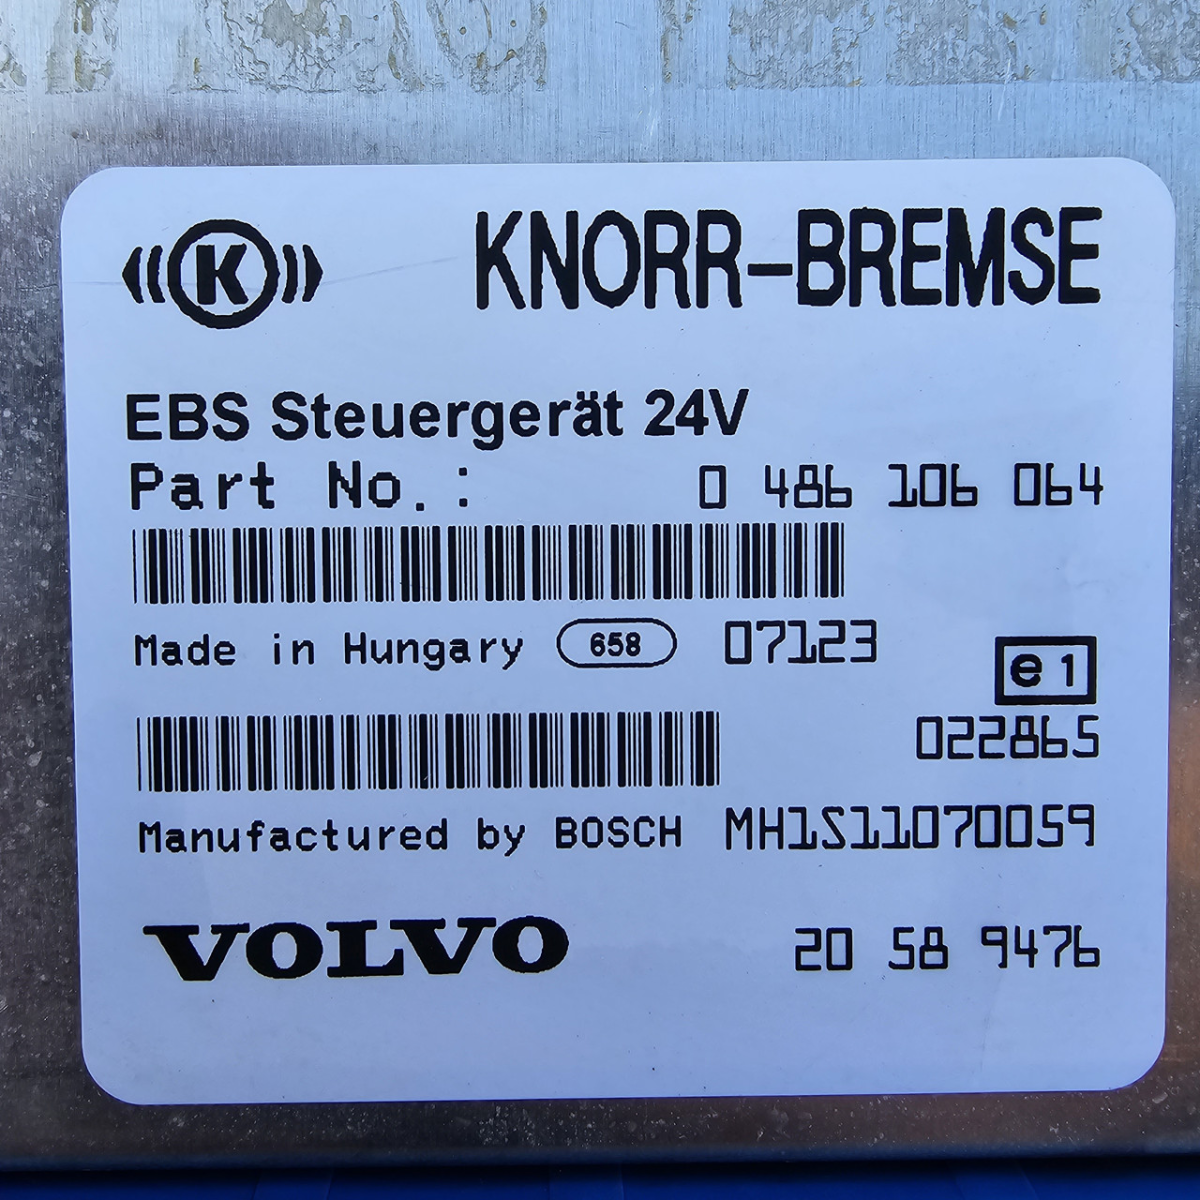 K KNORR-BREMSE
EBS Steuergerät 24V
Part No.: 0 486 106 064
Made in Hungary 658 07123
e1
022865
Manufactured by BOSCH MH1S11070059
VOLVO 20 58 9476